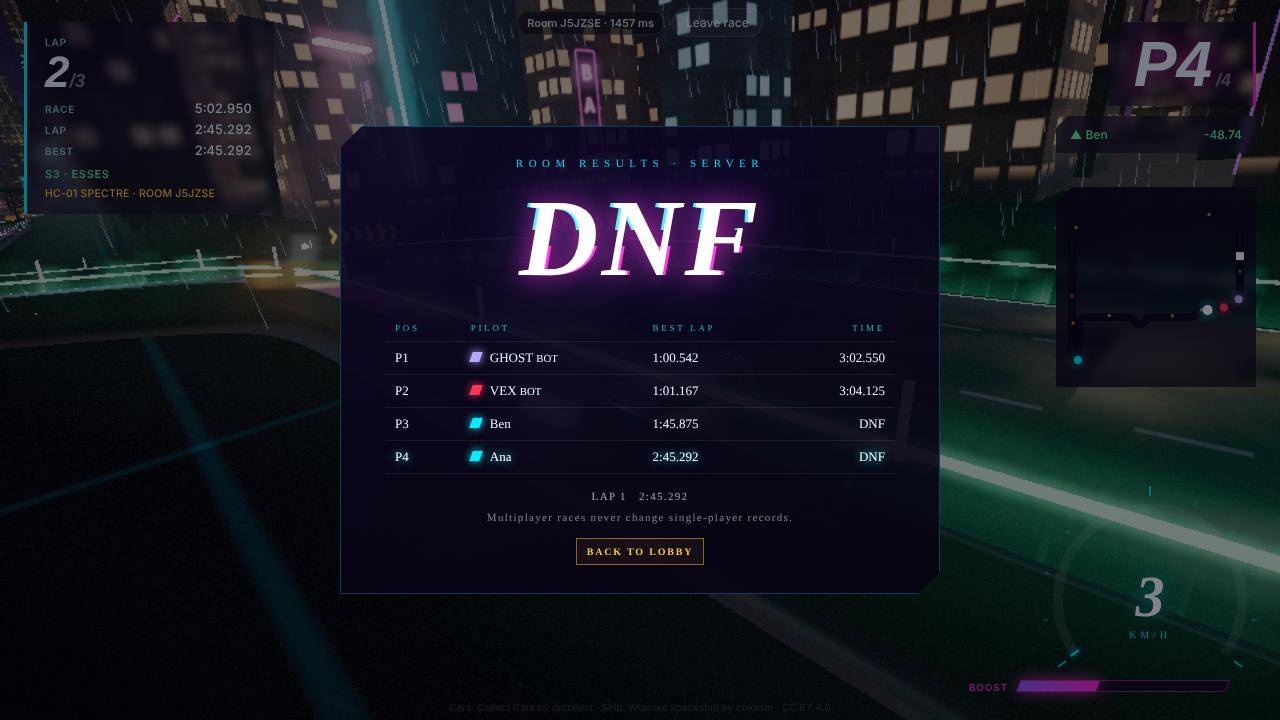 Room J5JZSE · 1457 ms
Leave race
LAP
2/3
RACE 5:02.950
LAP 2:45.292
BEST 2:45.292
S3 · ESSES
HC-01 SPECTRE · ROOM J5JZSE
P4/4
▲ Ben -48.74
B
A
ROOM RESULTS · SERVER
DNF
POS PILOT BEST LAP TIME
P1 GHOST BOT 1:00.542 3:02.550
P2 VEX BOT 1:01.167 3:04.125
P3 Ben 1:45.875 DNF
P4 Ana 2:45.292 DNF
LAP 1 2:45.292
Multiplayer races never change single-player records.
BACK TO LOBBY
3
KM/H
BOOST
Cars: Collect Cars by drcollect · Ship: Wipeout spaceship by colorsin · CC BY 4.0